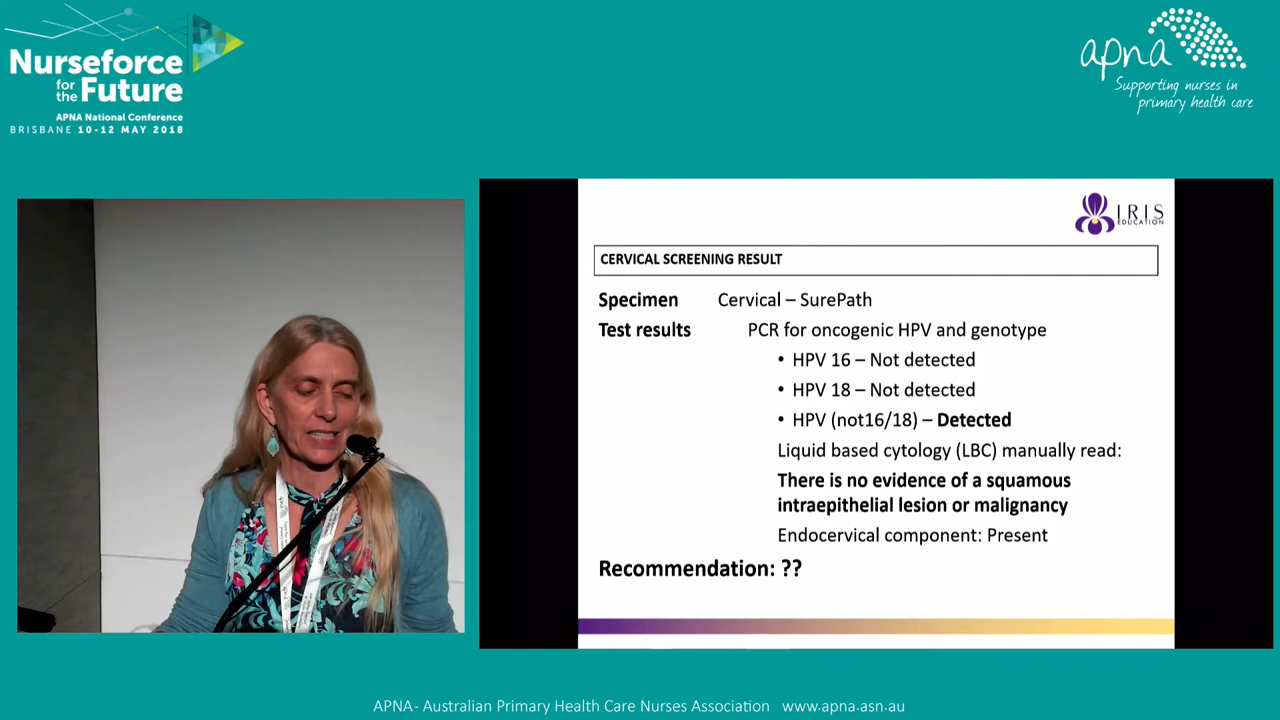 Nurseforce
for the Future
APNA National Conference
BRISBANE 10-12 MAY 2018
apna
Supporting nurses in
primary health care
IRIS
EDUCATION
CERVICAL SCREENING RESULT
Specimen Cervical – SurePath
Test results PCR for oncogenic HPV and genotype
• HPV 16 – Not detected
• HPV 18 – Not detected
• HPV (not16/18) – Detected
Liquid based cytology (LBC) manually read:
There is no evidence of a squamous
intraepithelial lesion or malignancy
Endocervical component: Present
Recommendation: ??
APNA- Australian Primary Health Care Nurses Association www.apna.asn.au